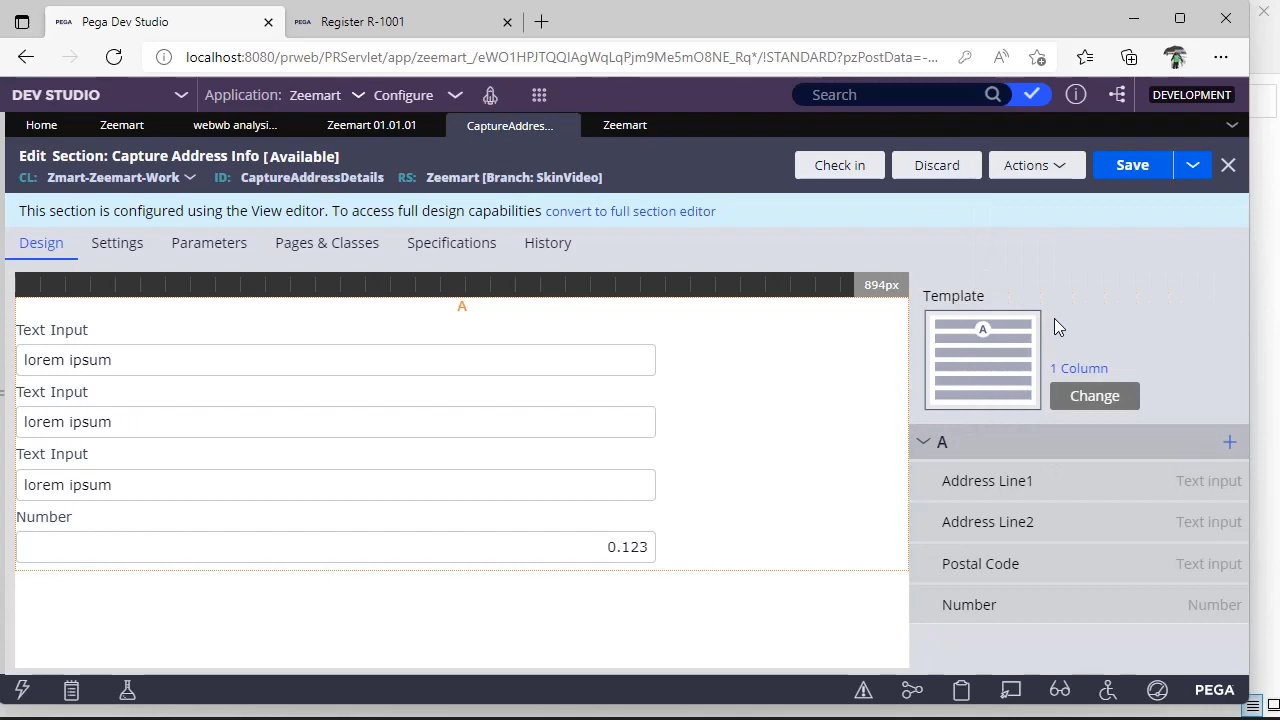 PEGA Pega Dev Studio
PEGA Register R-1001
localhost:8080/prweb/PRServlet/app/zeemart_/eWO1HPJTQQIAgWqLqPjm9Me5mO8NE_Rq*/!STANDARD?pzPostData=-...
DEV STUDIO Application: Zeemart Configure Search DEVELOPMENT
Home Zeemart webwb analysi... Zeemart 01.01.01 CaptureAddres... Zeemart
Edit Section: Capture Address Info [Available]
CL: Zmart-Zeemart-Work ID: CaptureAddressDetails RS: Zeemart [Branch: SkinVideo]
Check in Discard Actions Save
This section is configured using the View editor. To access full design capabilities convert to full section editor
Design Settings Parameters Pages & Classes Specifications History
894px
A
Text Input
lorem ipsum
Text Input
lorem ipsum
Text Input
lorem ipsum
Number
0.123
Template
A
1 Column
Change
A
Address Line1 Text input
Address Line2 Text input
Postal Code Text input
Number Number
PEGA